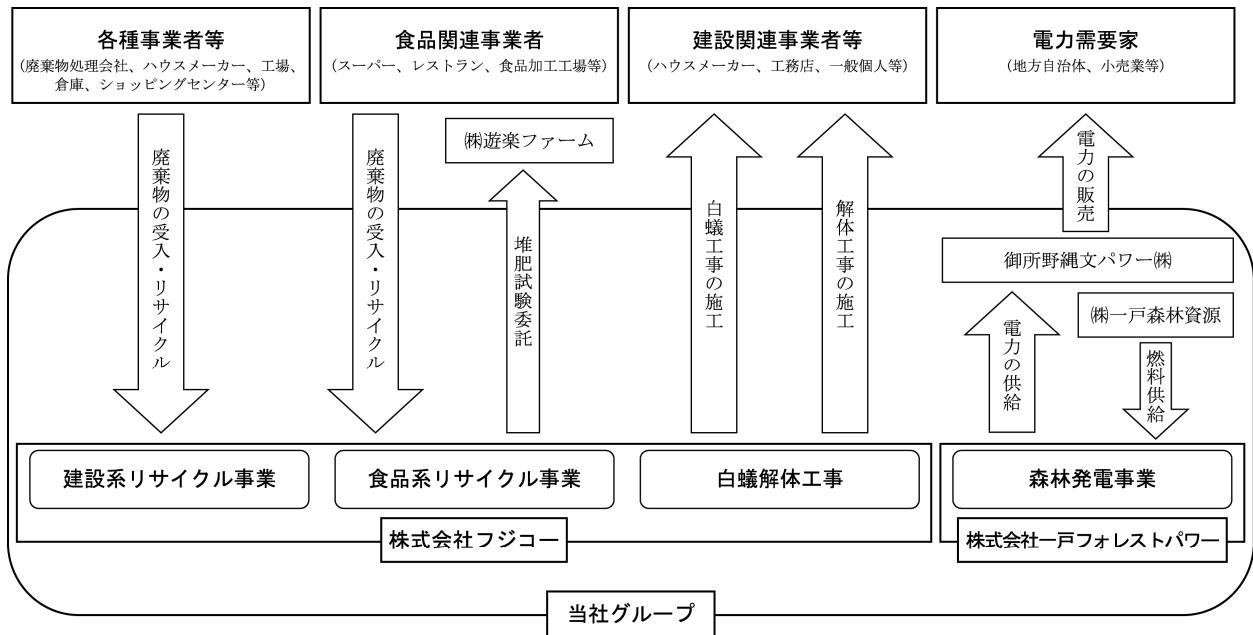 各種事業者等
(廃棄物処理会社、ハウスメーカー、工場、
倉庫、ショッピングセンター等)
食品関連事業者
(スーパー、レストラン、食品加工工場等)
建設関連事業者等
(ハウスメーカー、工務店、一般個人等)
電力需要家
(地方自治体、小売業等)
廃棄物の受入・リサイクル
廃棄物の受入・リサイクル
㈱遊楽ファーム
堆肥試験委託
白蟻工事の施工
解体工事の施工
電力の販売
御所野縄文パワー㈱
電力の供給
㈱一戸森林資源
燃料供給
建設系リサイクル事業
食品系リサイクル事業
白蟻解体工事
森林発電事業
株式会社フジコー
株式会社一戸フォレストパワー
当社グループ